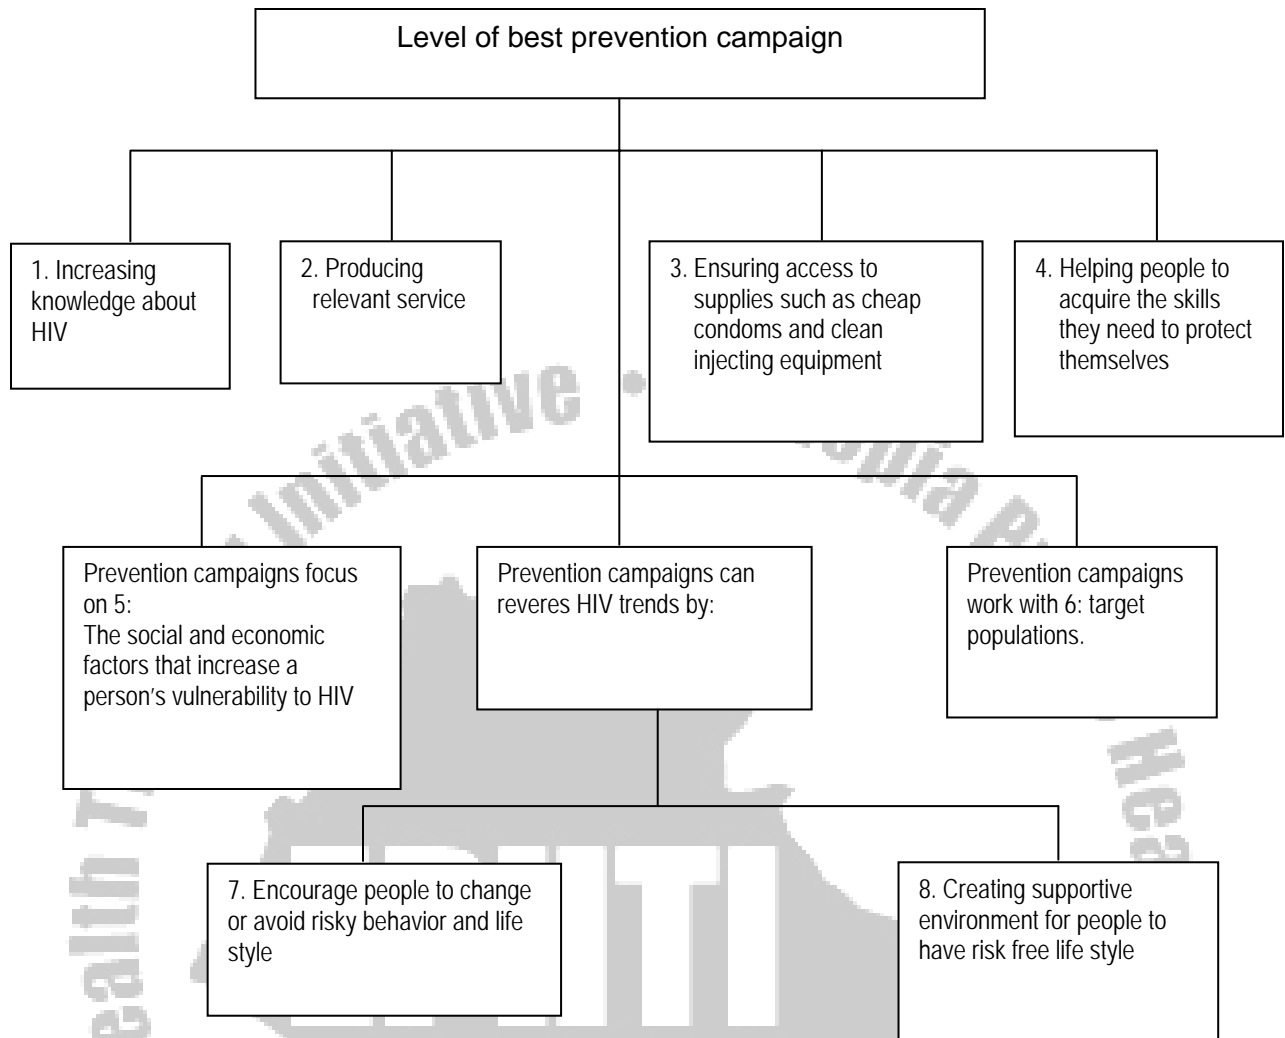 Level of best prevention campaign
1. Increasing
knowledge about
HIV
2. Producing
relevant service
3. Ensuring access to
supplies such as cheap
condoms and clean
injecting equipment
4. Helping people to
acquire the skills
they need to protect
themselves
Prevention campaigns focus
on 5:
The social and economic
factors that increase a
person's vulnerability to HIV
Prevention campaigns can
reveres HIV trends by:
Prevention campaigns
work with 6: target
populations.
7. Encourage people to change
or avoid risky behavior and life
style
8. Creating supportive
environment for people to
have risk free life style
Initiative •